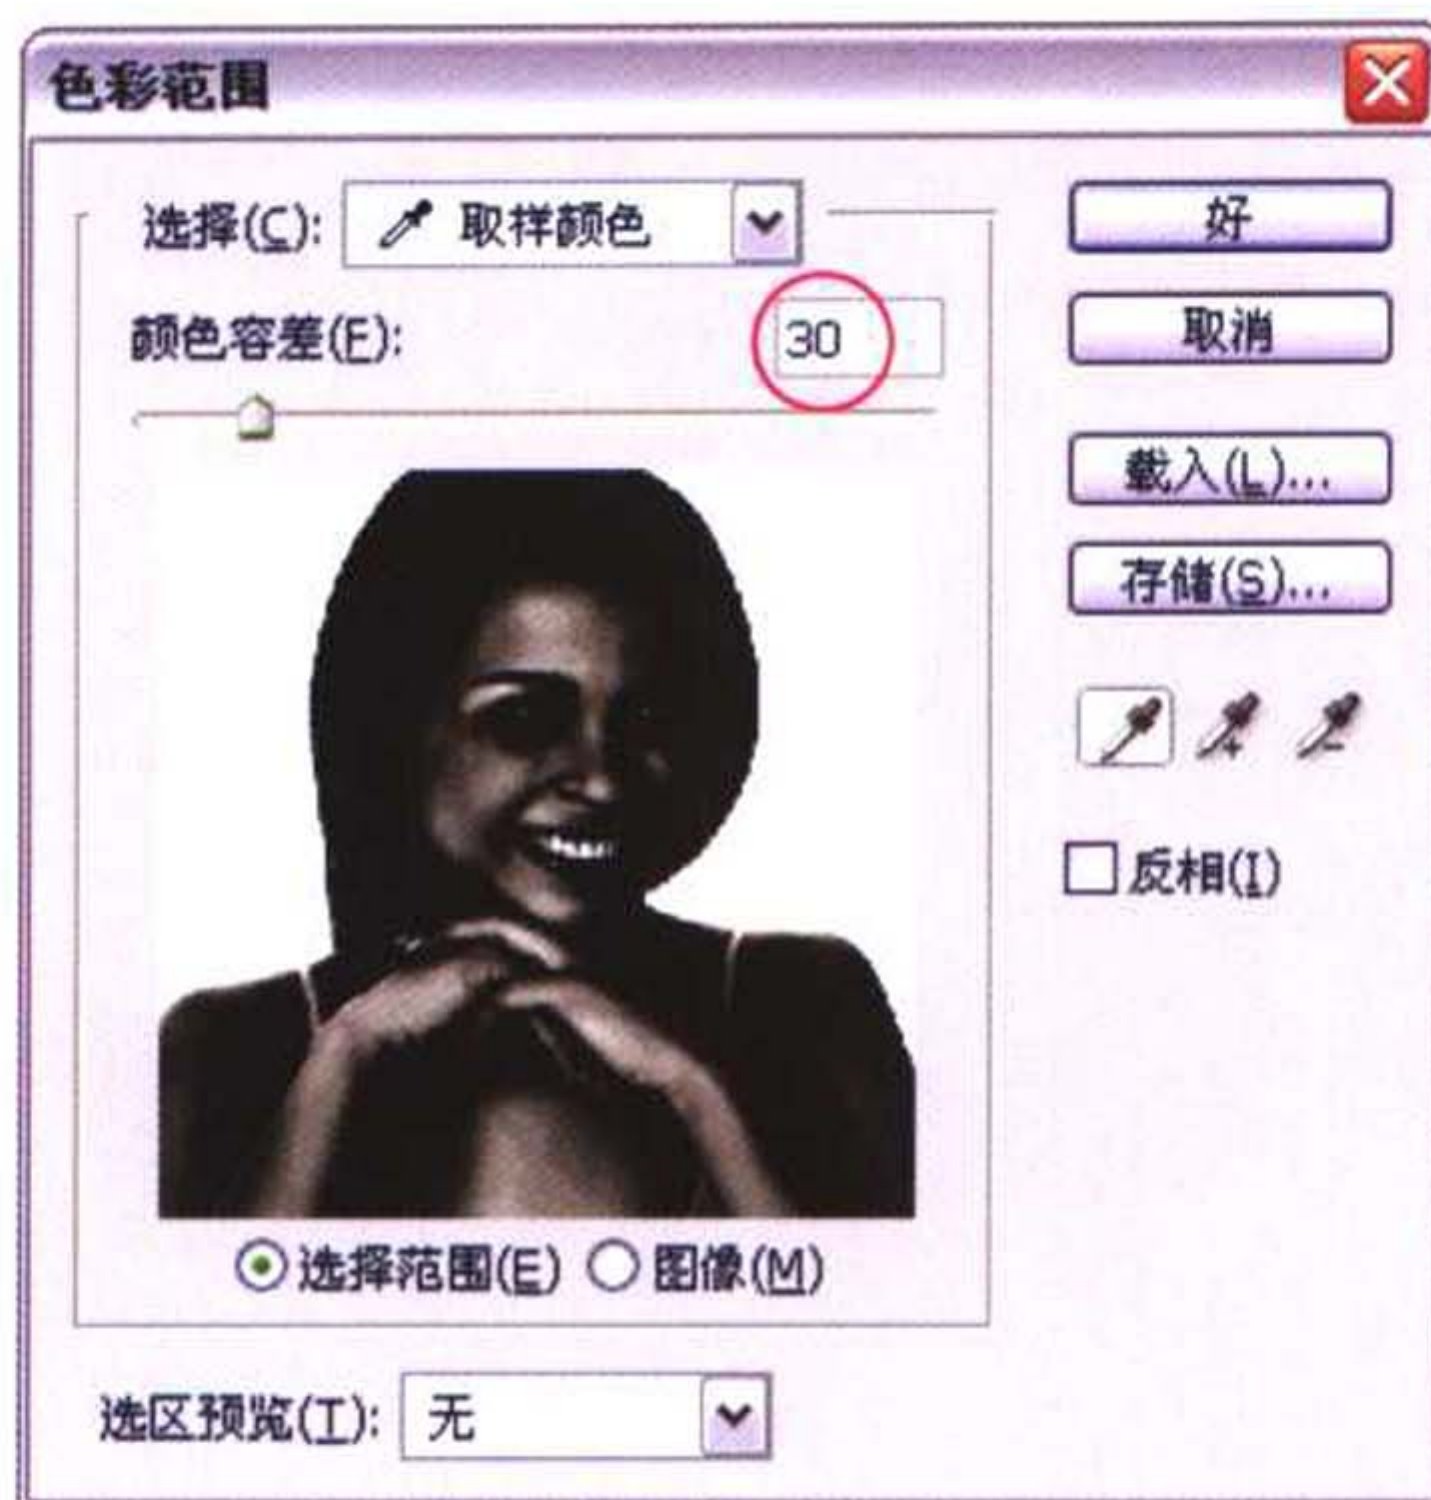 色彩范围
选择(C): 取样颜色
好
颜色容差(F): 30
取消
载入(L)...
存储(S)...
反相(I)
选择范围(E) 图像(M)
选区预览(T): 无